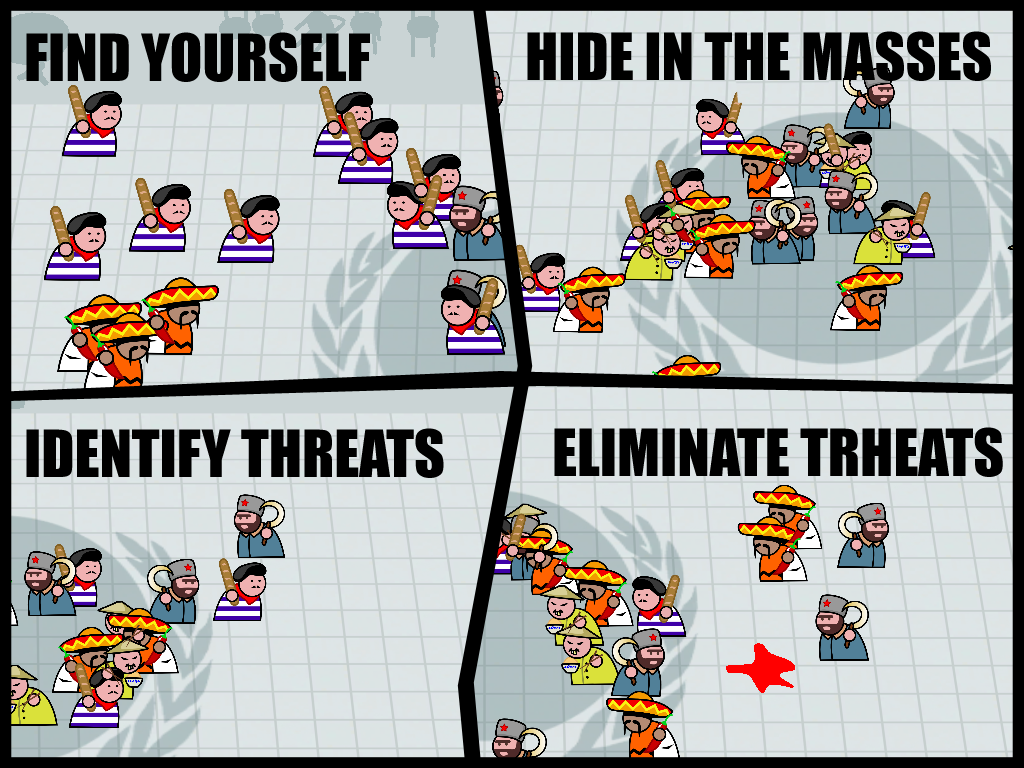 FIND YOURSELF
HIDE IN THE MASSES
IDENTIFY THREATS
ELIMINATE TRHEATS